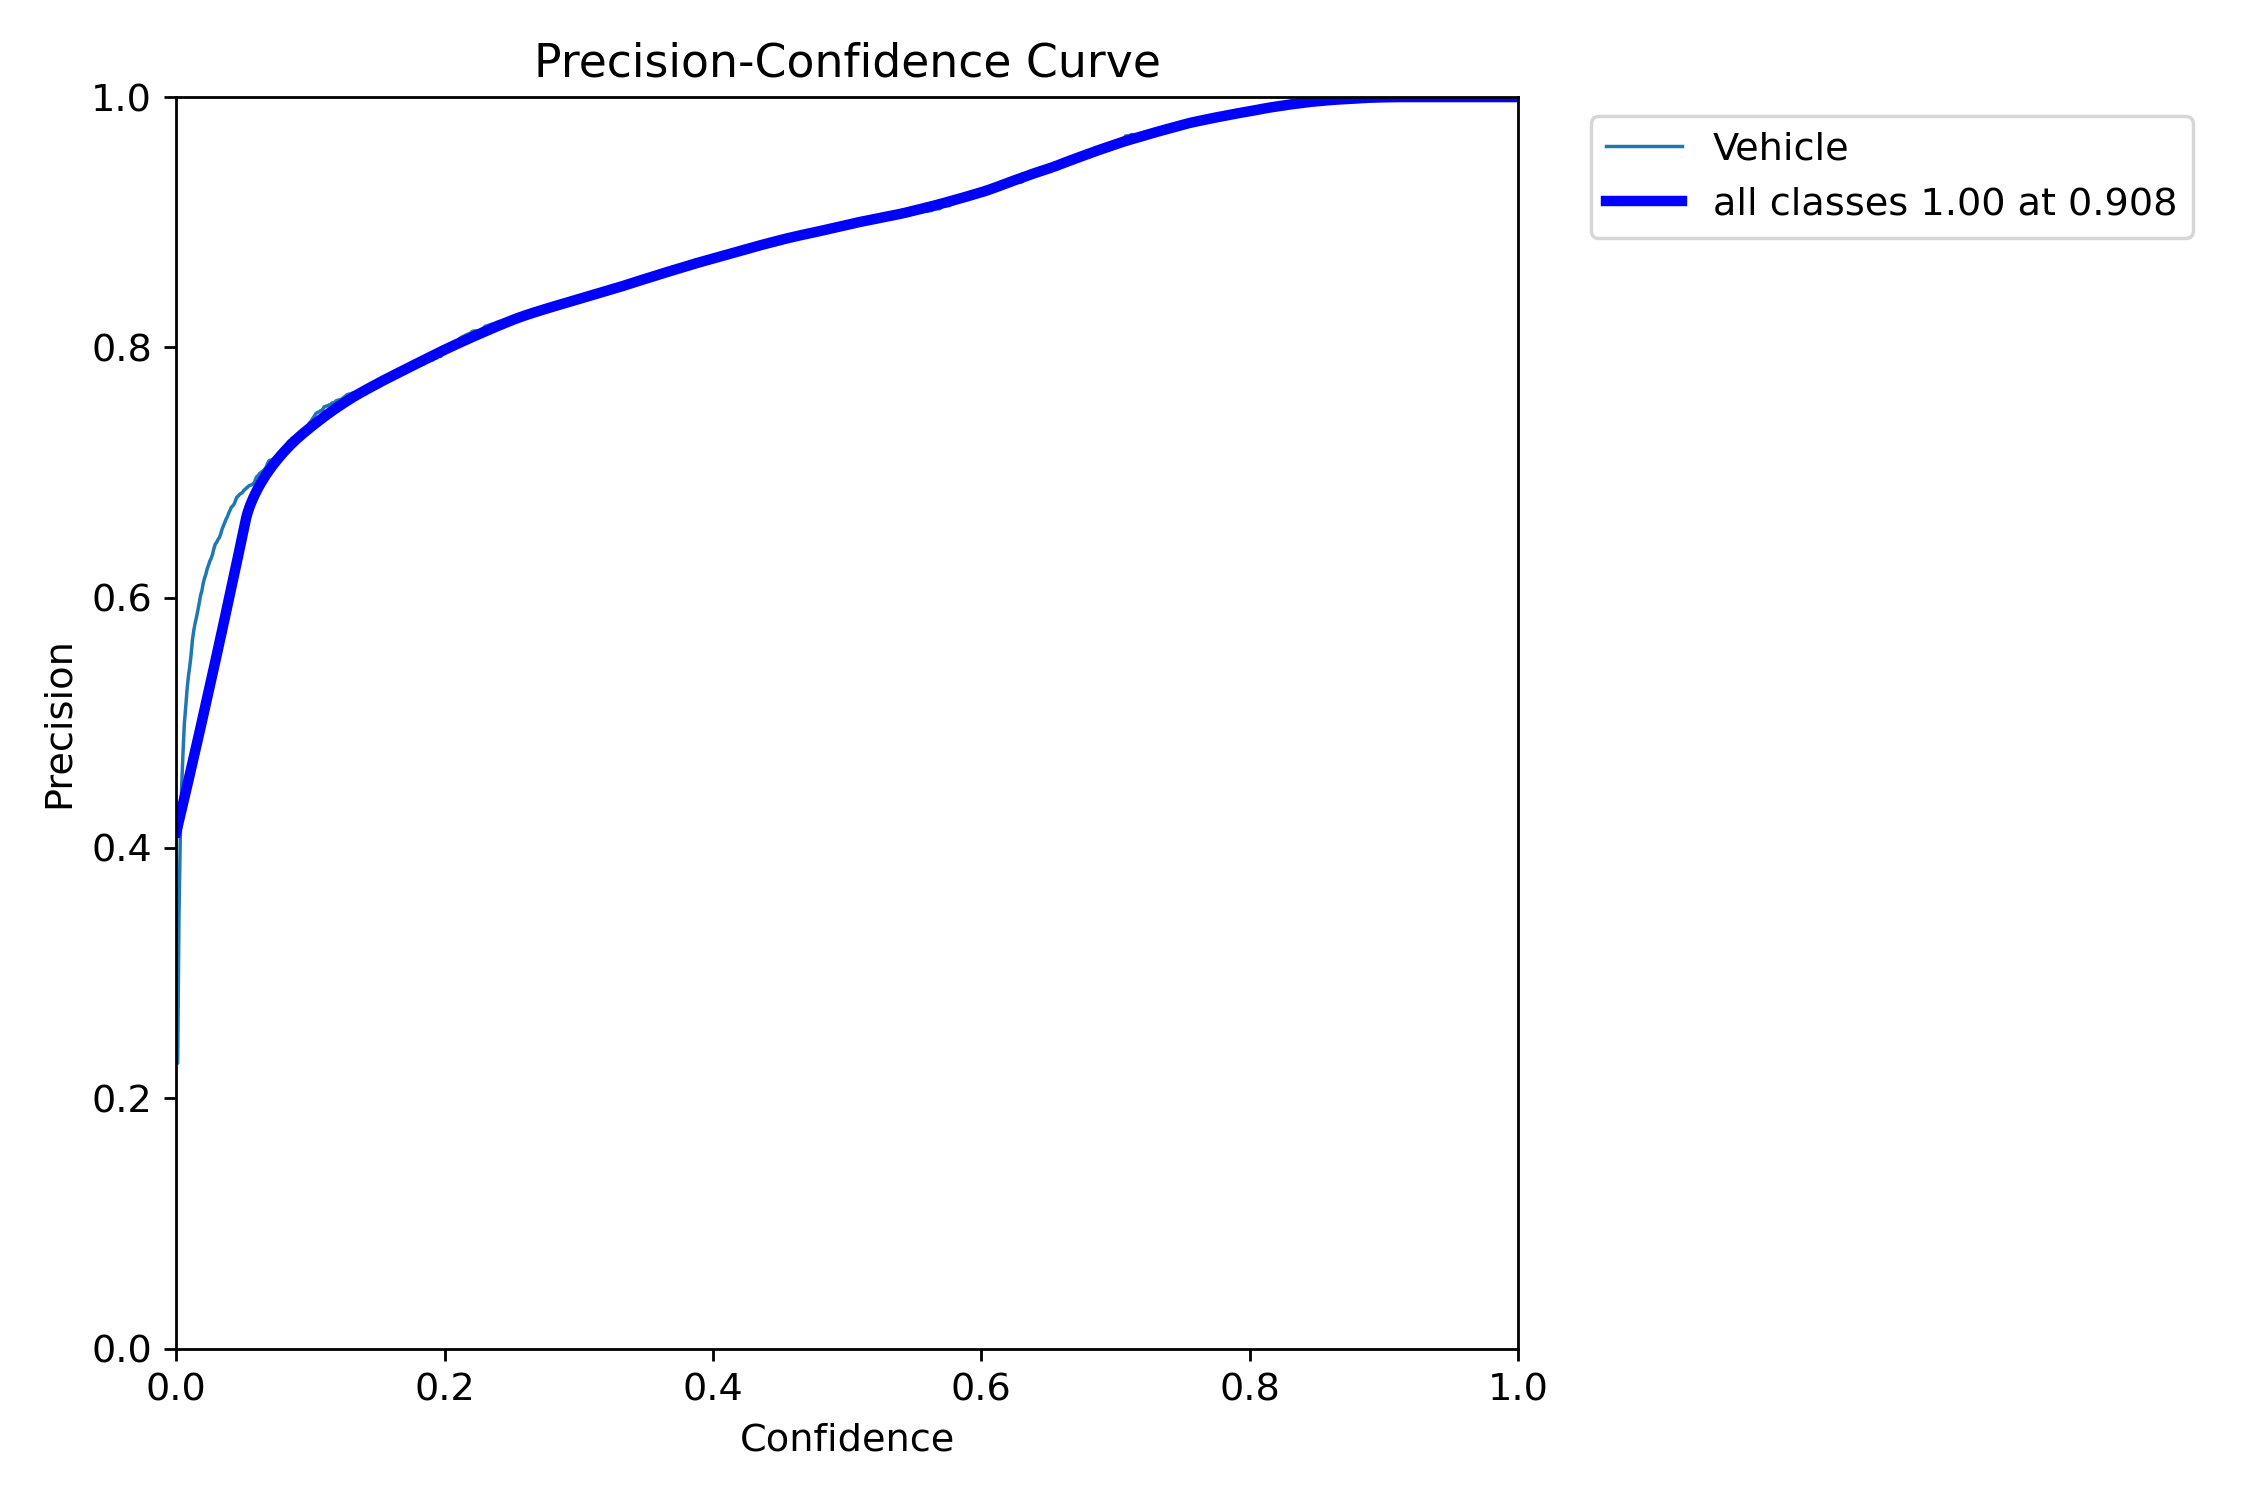 Precision-Confidence Curve
1.0
0.8
0.6
0.4
0.2
0.0
Precision
0.0 0.2 0.4 0.6 0.8 1.0
Confidence
Vehicle
all classes 1.00 at 0.908